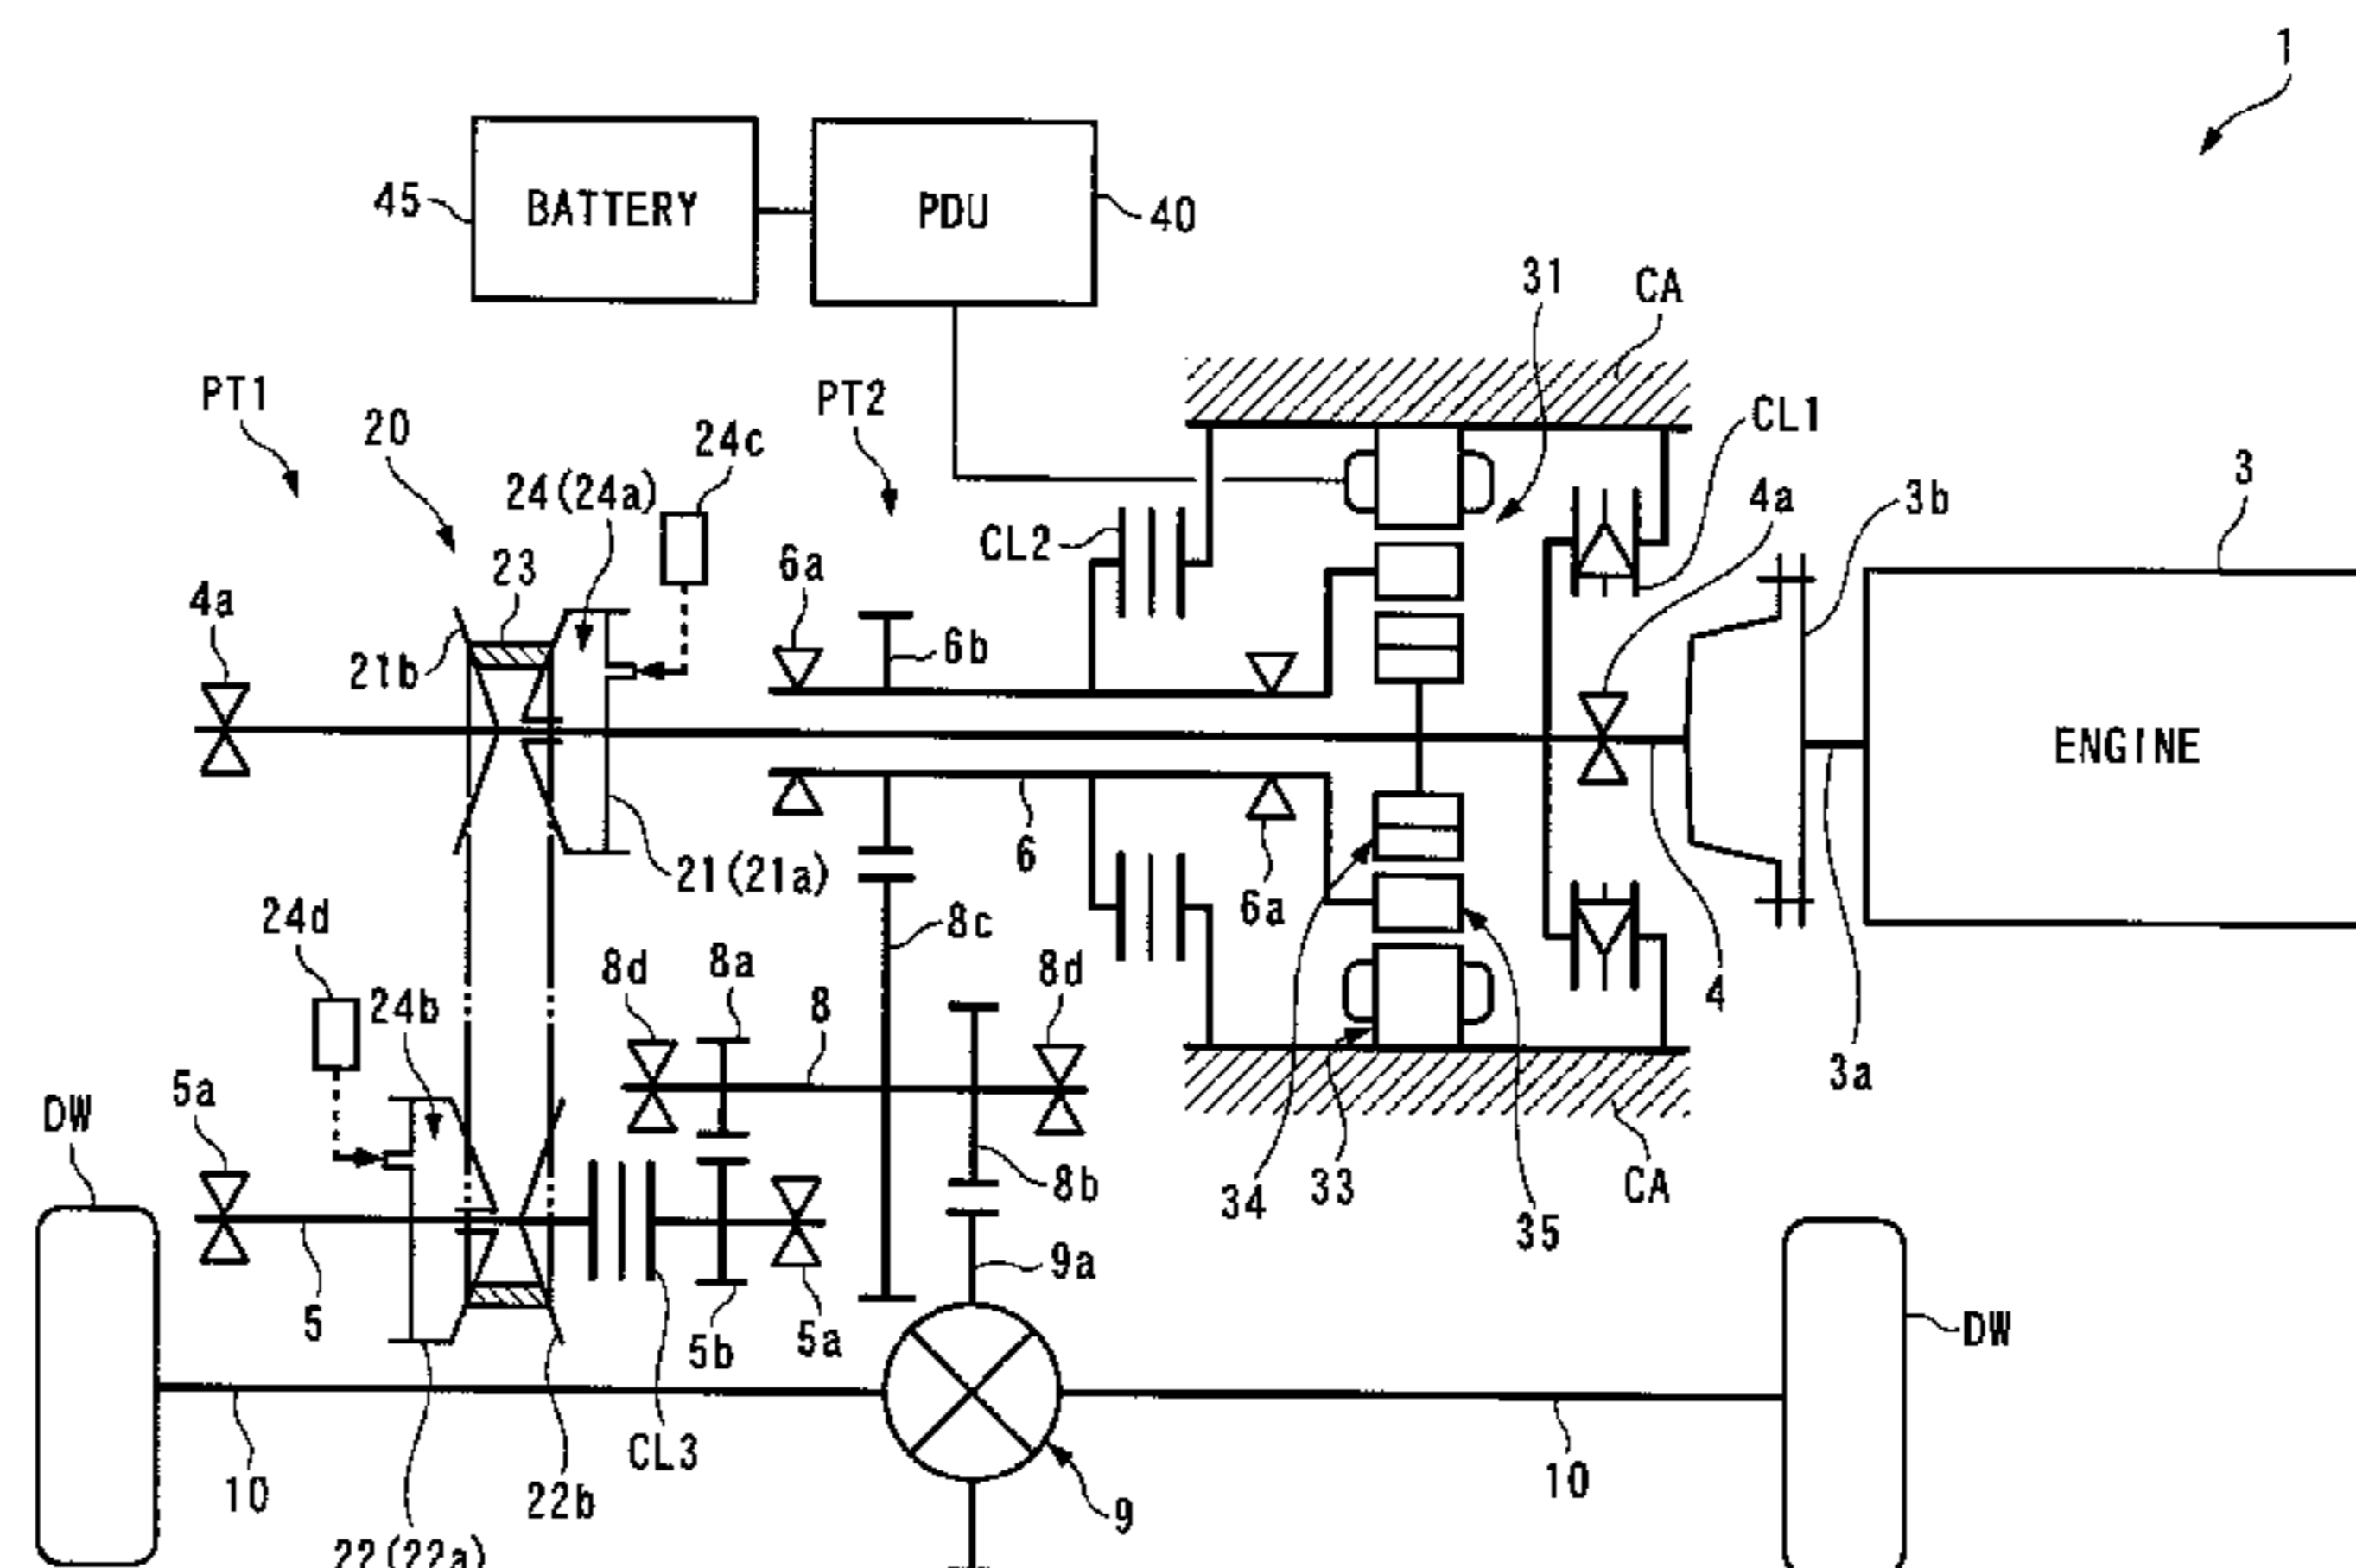 1
45
BATTERY
PDU
40
31
CA
PT1
20
24c
PT2
CL1
24(24a)
4a
3b
3
CL2
23
6a
4a
21b
6b
ENGINE
21(21a)
6
6a
24d
8c
8d
8a
8d
24b
8
4
3a
5a
DW
8b
34
33
CA
35
9a
5
5b
5a
DW
CL3
10
22b
10
9
22(22a)